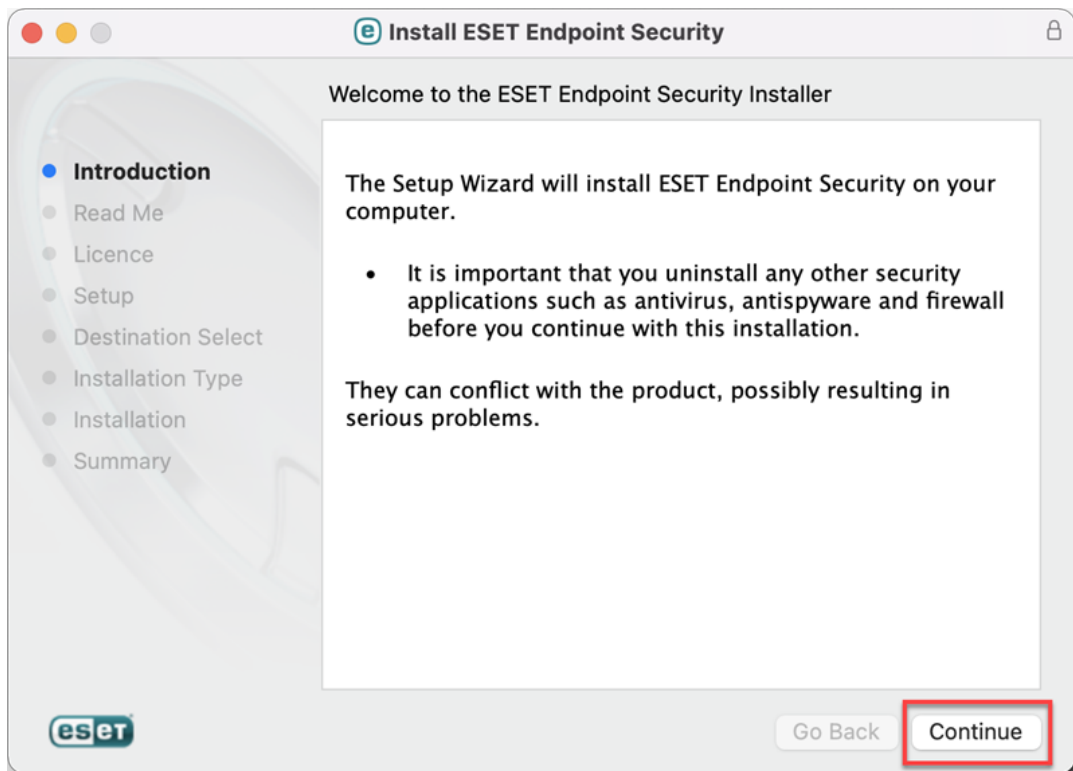 Install ESET Endpoint Security
Welcome to the ESET Endpoint Security Installer
Introduction
Read Me
Licence
Setup
Destination Select
Installation Type
Installation
Summary
The Setup Wizard will install ESET Endpoint Security on your
computer.
• It is important that you uninstall any other security
applications such as antivirus, antispyware and firewall
before you continue with this installation.
They can conflict with the product, possibly resulting in
serious problems.
eset
Go Back
Continue